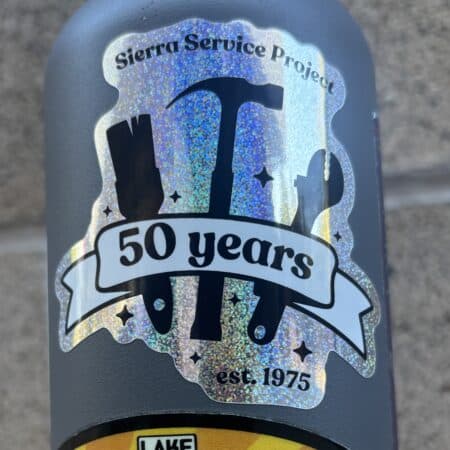 Sierra Service Project
50 years
est. 1975
LAKE